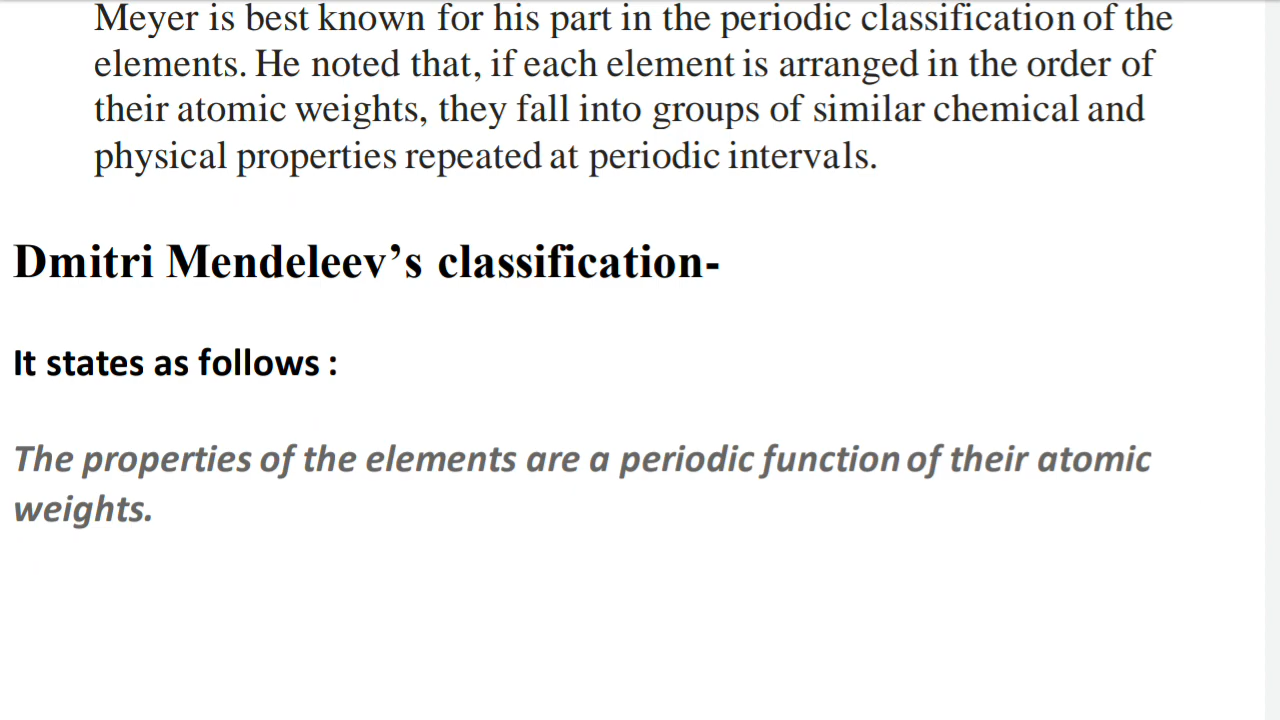 Meyer is best known for his part in the periodic classification of the
elements. He noted that, if each element is arranged in the order of
their atomic weights, they fall into groups of similar chemical and
physical properties repeated at periodic intervals.
Dmitri Mendeleev’s classification-
It states as follows :
The properties of the elements are a periodic function of their atomic
weights.